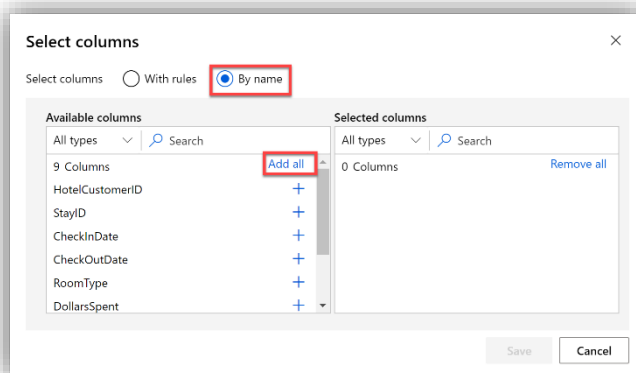 Select columns
Select columns With rules By name
Available columns Selected columns
All types Search All types Search
9 Columns Add all 0 Columns Remove all
HotelCustomerID
StayID
CheckInDate
CheckOutDate
RoomType
DollarsSpent
Save Cancel